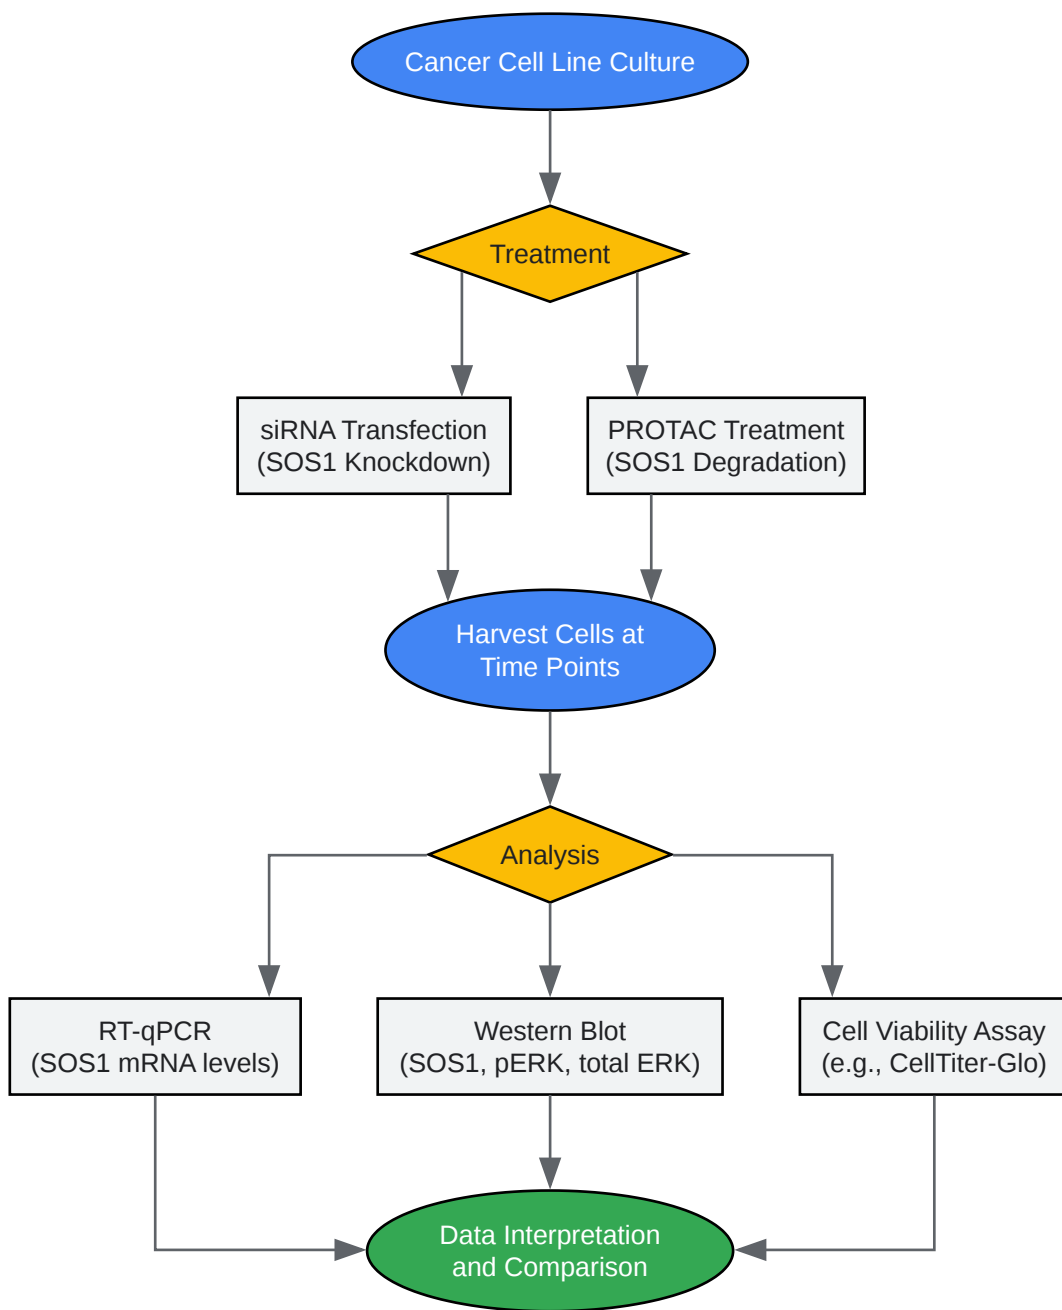 Cancer Cell Line Culture
Treatment
siRNA Transfection
(SOS1 Knockdown)
PROTAC Treatment
(SOS1 Degradation)
Harvest Cells at
Time Points
Analysis
RT-qPCR
(SOS1 mRNA levels)
Western Blot
(SOS1, pERK, total ERK)
Cell Viability Assay
(e.g., CellTiter-Glo)
Data Interpretation
and Comparison